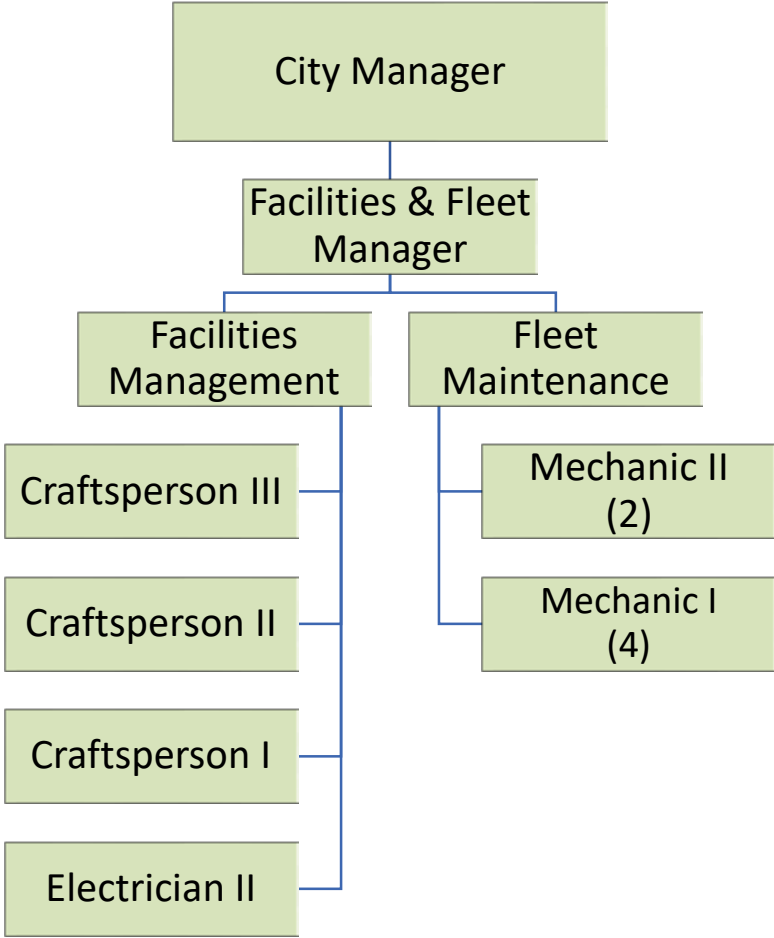 City Manager
Facilities & Fleet
Manager
Facilities
Management
Fleet
Maintenance
Craftsperson III
Craftsperson II
Craftsperson I
Electrician II
Mechanic II
(2)
Mechanic I
(4)